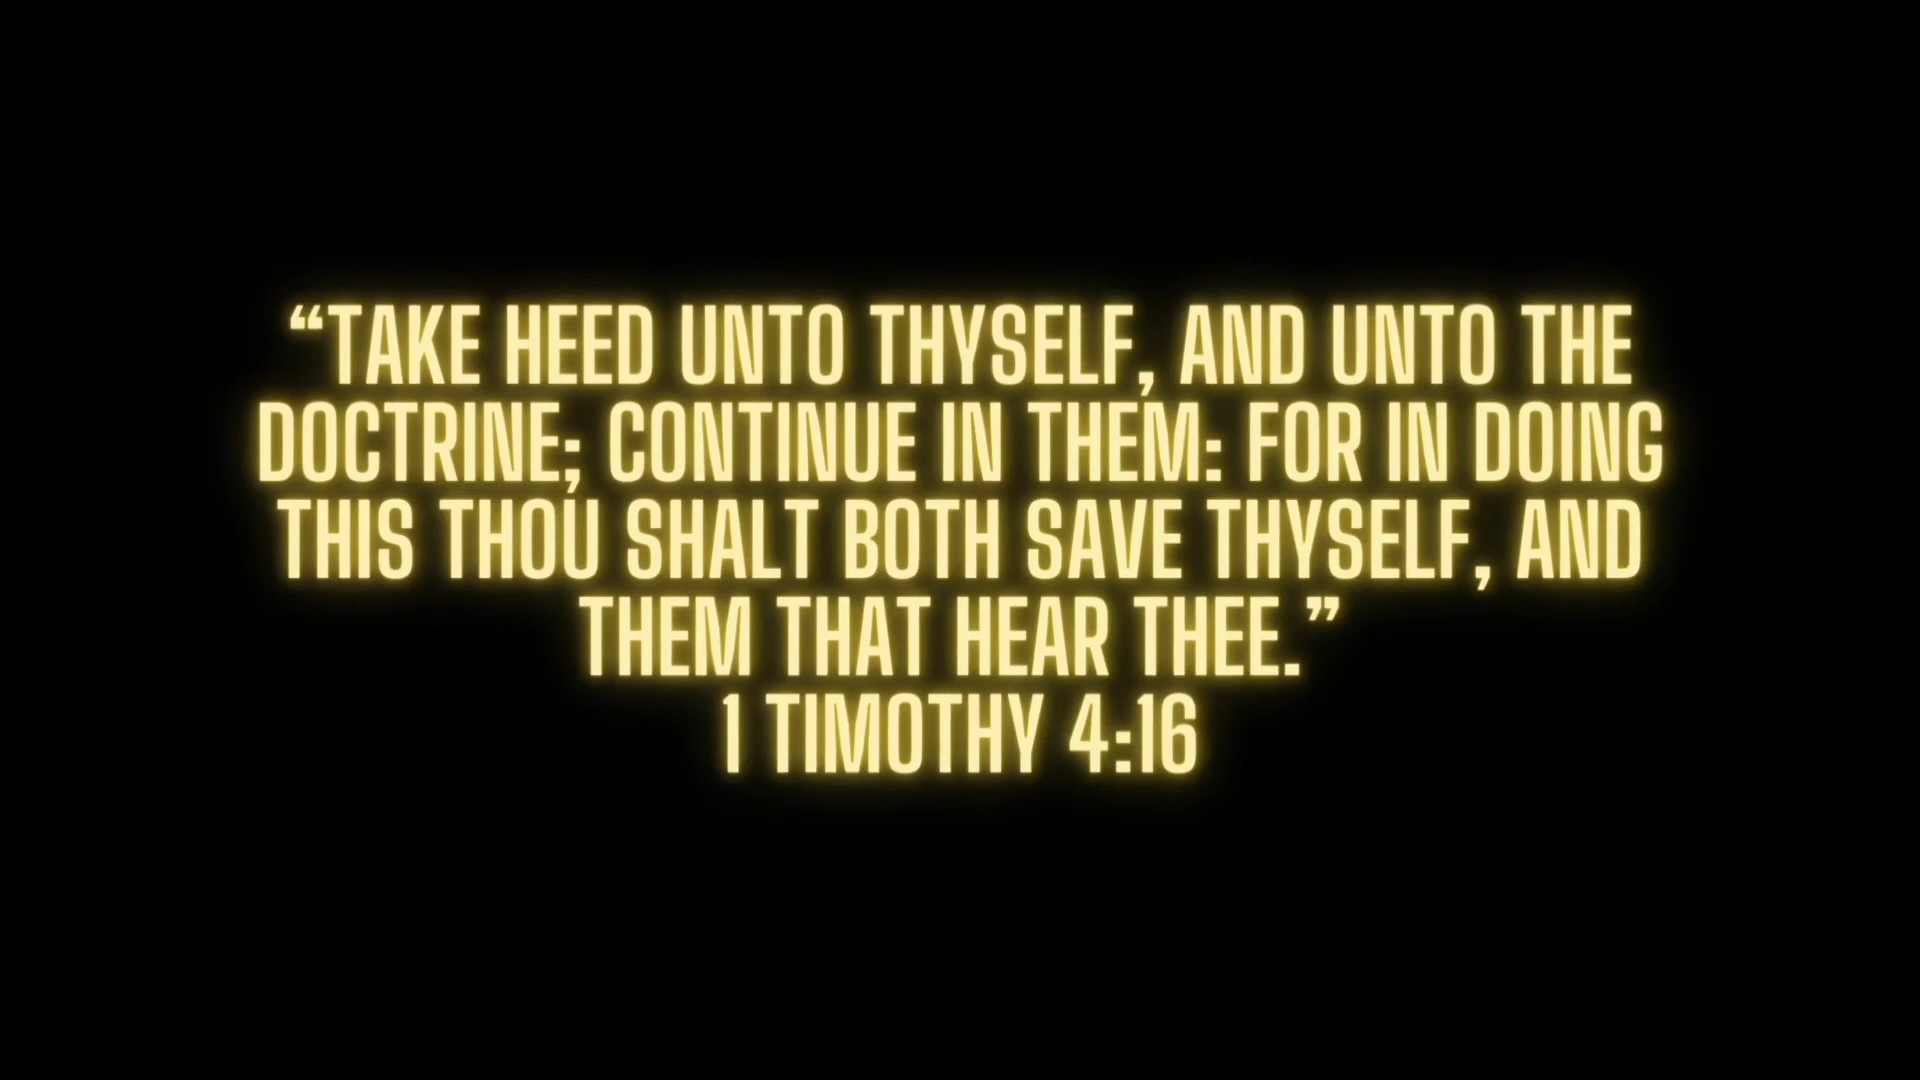 “TAKE HEED UNTO THYSELF, AND UNTO THE
DOCTRINE; CONTINUE IN THEM: FOR IN DOING
THIS THOU SHALT BOTH SAVE THYSELF, AND
THEM THAT HEAR THEE.”
1 TIMOTHY 4:16